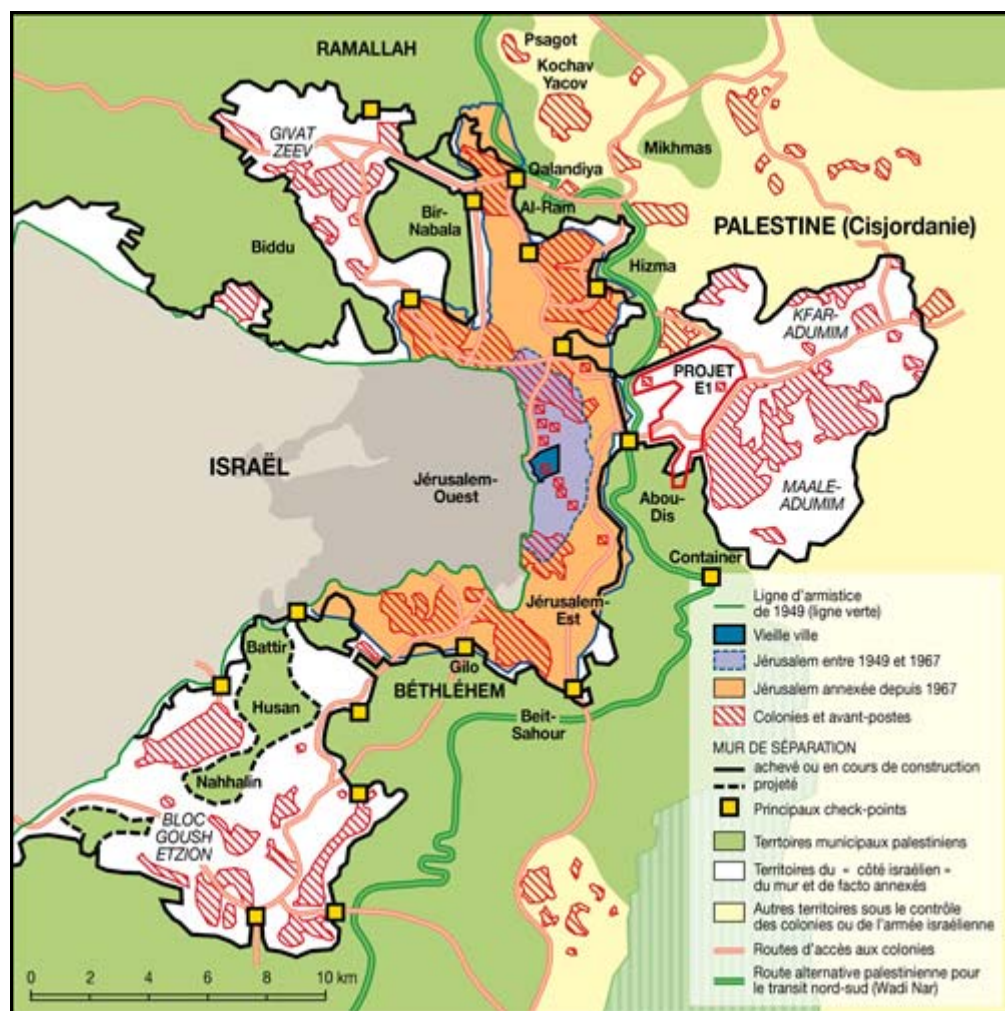 RAMALLAH
Psagot
Kochav
Yacov
GIVAT
ZEEV
Mikhmas
Qalandiya
Bir-
Nabala
Al-Ram
PALESTINE (Cisjordanie)
Biddu
Hizma
KFAR-
ADUMIM
PROJET
E1
ISRAËL
Jérusalem-
Ouest
MAALE-
ADUMIM
Abou-
Dis
Container
Jérusalem-
Est
Battir
Gilo
BÉTHLÉHEM
Husan
Beit-
Sahour
Nahhalin
BLOC
GOUSH
ETZION
Ligne d'armistice
de 1949 (ligne verte)
Vieille ville
Jérusalem entre 1949 et 1967
Jérusalem annexée depuis 1967
Colonies et avant-postes
MUR DE SÉPARATION
achevé ou en cours de construction
projeté
Principaux check-points
Terrtoires municipaux palestiniens
Territoires du « côté israélien »
du mur et de facto annexés
Autres territoires sous le contrôle
des colonies ou de l'armée israélienne
Routes d'accès aux colonies
Route alternative palestinienne pour
le transit nord-sud (Wadi Nar)
0 2 4 6 8 10 km